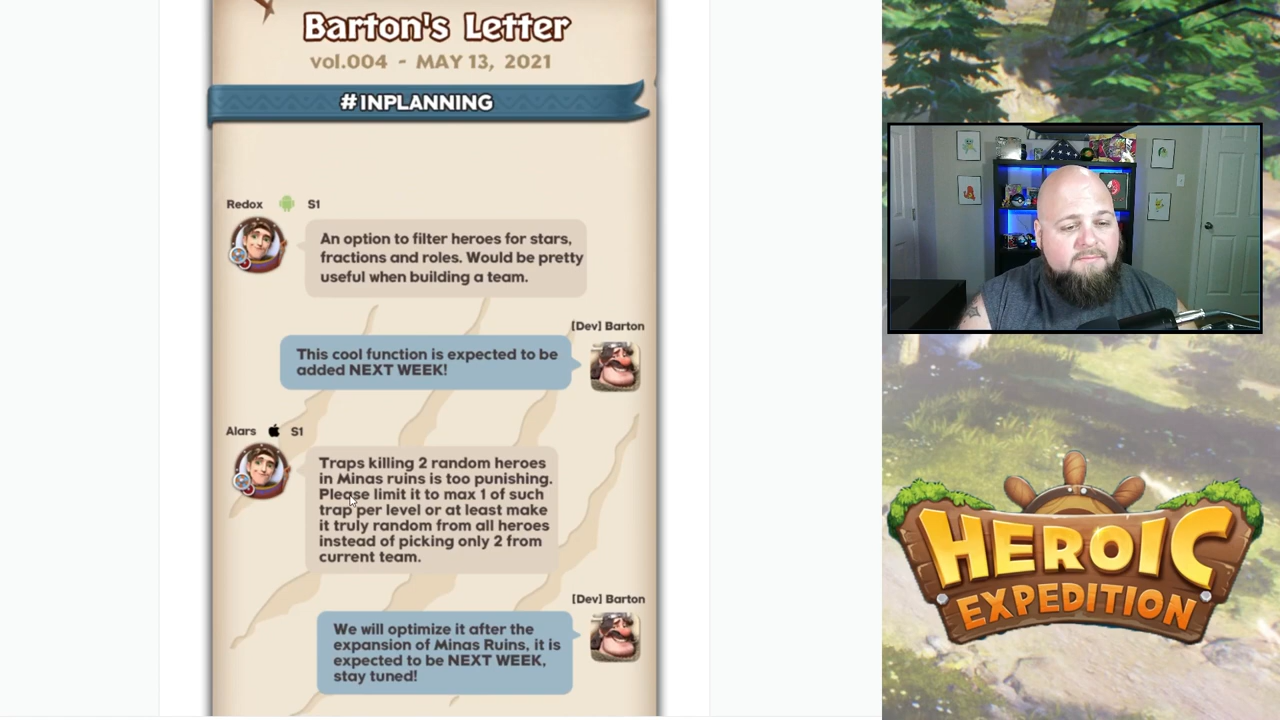 Barton's Letter
vol.004 - MAY 13, 2021
#INPLANNING
Redox S1
An option to filter heroes for stars,
fractions and roles. Would be pretty
useful when building a team.
[Dev] Barton
This cool function is expected to be
added NEXT WEEK!
Alars S1
Traps killing 2 random heroes
in Minas ruins is too punishing.
Please limit it to max 1 of such
trap per level or at least make
it truly random from all heroes
instead of picking only 2 from
current team.
[Dev] Barton
We will optimize it after the
expansion of Minas Ruins, it is
expected to be NEXT WEEK,
stay tuned!
HEROIC
EXPEDITION